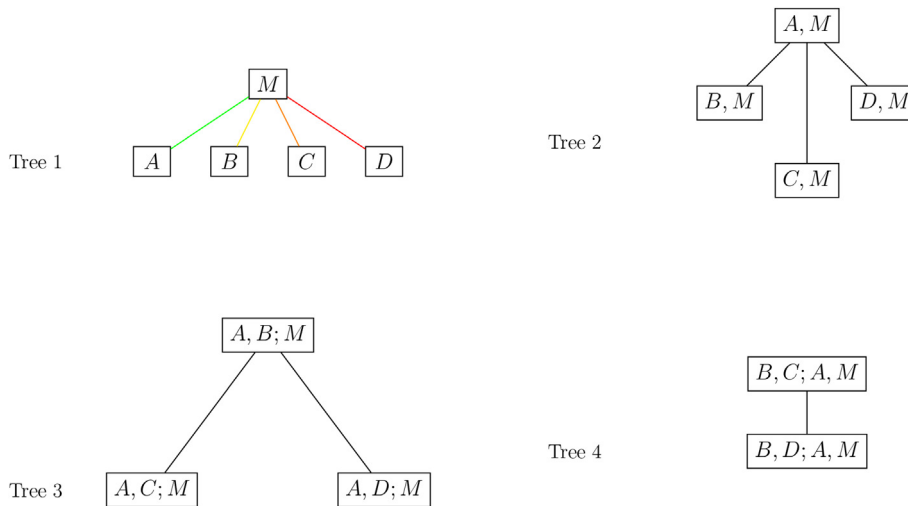 M
A B C D
Tree 1
A, M
B, M D, M
Tree 2
C, M
A, B; M
A, C; M A, D; M
Tree 3
B, C; A, M
B, D; A, M
Tree 4